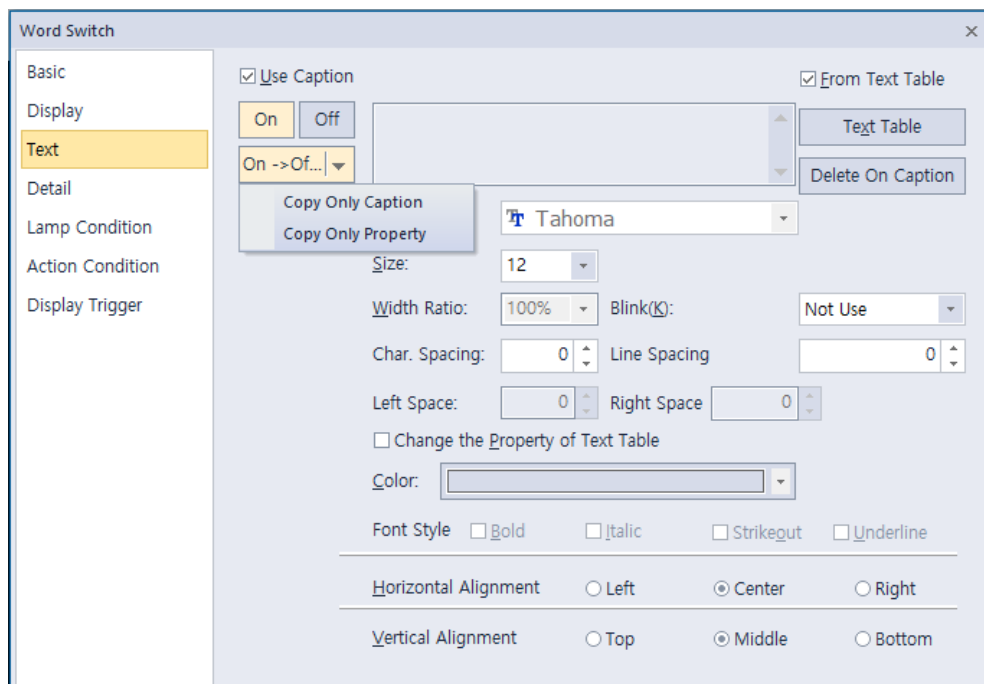 Word Switch
Basic
Display
Text
Detail
Lamp Condition
Action Condition
Display Trigger
Use Caption
From Text Table
On Off
Text Table
On ->Of...
Delete On Caption
Copy Only Caption
Copy Only Property
Tahoma
Size: 12
Width Ratio: 100% Blink(K): Not Use
Char. Spacing: 0 Line Spacing 0
Left Space: 0 Right Space 0
Change the Property of Text Table
Color:
Font Style Bold Italic Strikeout Underline
Horizontal Alignment Left Center Right
Vertical Alignment Top Middle Bottom